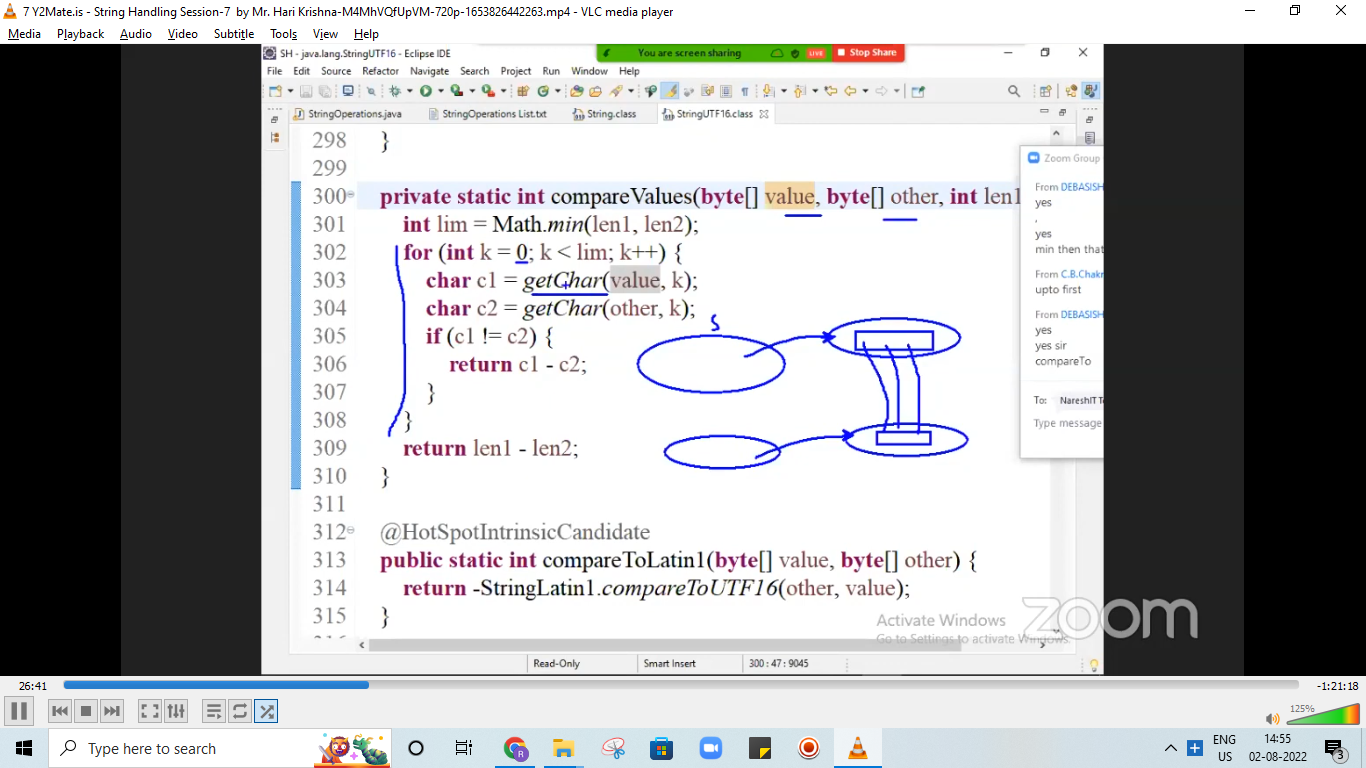 7 Y2Mate.is - String Handling Session-7 by Mr. Hari Krishna-M4MhVQfUpVM-720p-1653826442263.mp4 - VLC media player
Media Playback Audio Video Subtitle Tools View Help
SH - java.lang.StringUTF16 - Eclipse IDE
You are screen sharing LIVE Stop Share
File Edit Source Refactor Navigate Search Project Run Window Help
StringOperations.java StringOperations List.txt String.class StringUTF16.class
298 }
299
300 private static int compareValues(byte[] value, byte[] other, int len1
301 int lim = Math.min(len1, len2);
302 for (int k = 0; k < lim; k++) {
303 char c1 = getChar(value, k);
304 char c2 = getChar(other, k);
305 if (c1 != c2) {
306 return c1 - c2;
307 }
308 }
309 return len1 - len2;
310 }
311
312 @HotSpotIntrinsicCandidate
313 public static int compareToLatin1(byte[] value, byte[] other) {
314 return -StringLatin1.compareToUTF16(other, value);
315 }
S
Zoom Group
From DEBASISH
yes
,
yes
min then that
From C.B.Chakr
upto first
From DEBASISH
yes
yes sir
compareTo
To: NareshIT Te
Type message
Activate Windows
Go to Settings to activate Windows.
zoom
Read-Only Smart Insert 300 : 47 : 9045
26:41 -1:21:18
125%
Type here to search
ENG
IN
14:55
02-08-2022
3